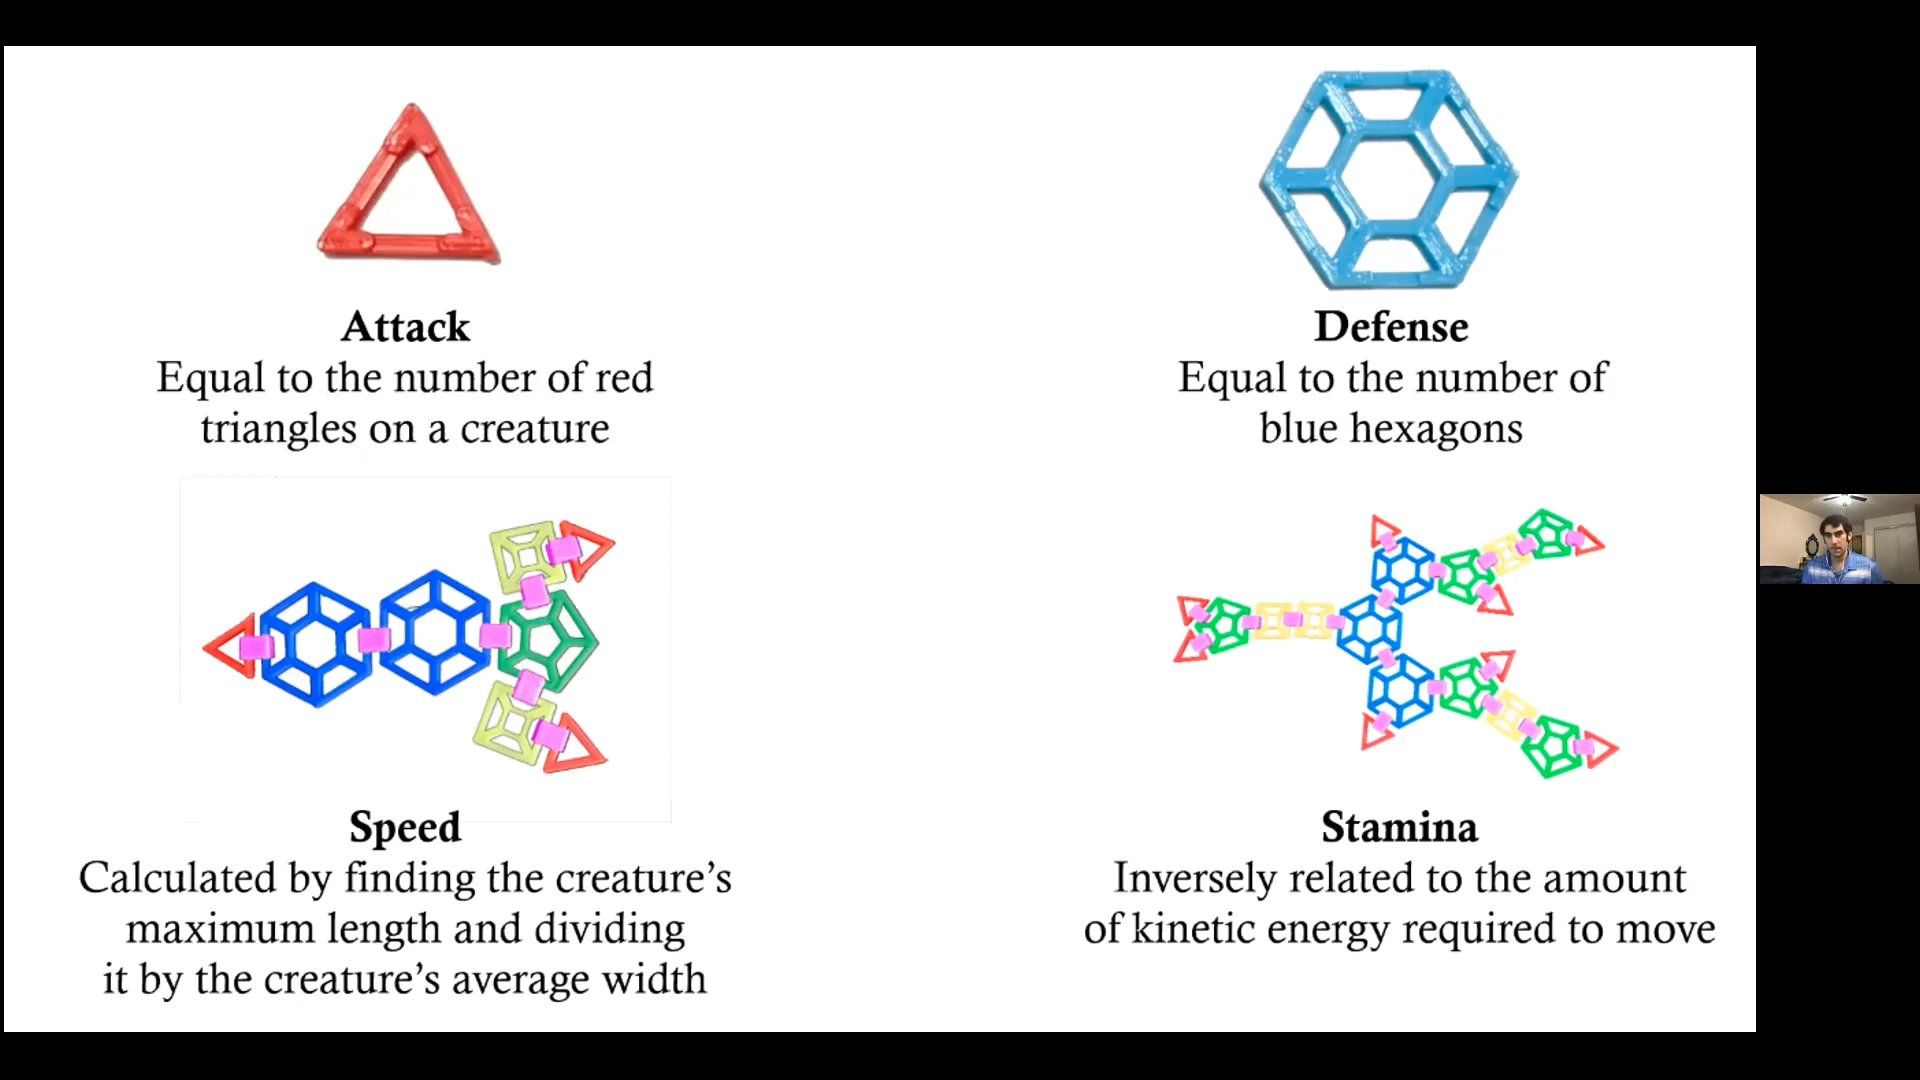 Attack
Equal to the number of red
triangles on a creature
Defense
Equal to the number of
blue hexagons
Speed
Calculated by finding the creature’s
maximum length and dividing
it by the creature’s average width
Stamina
Inversely related to the amount
of kinetic energy required to move